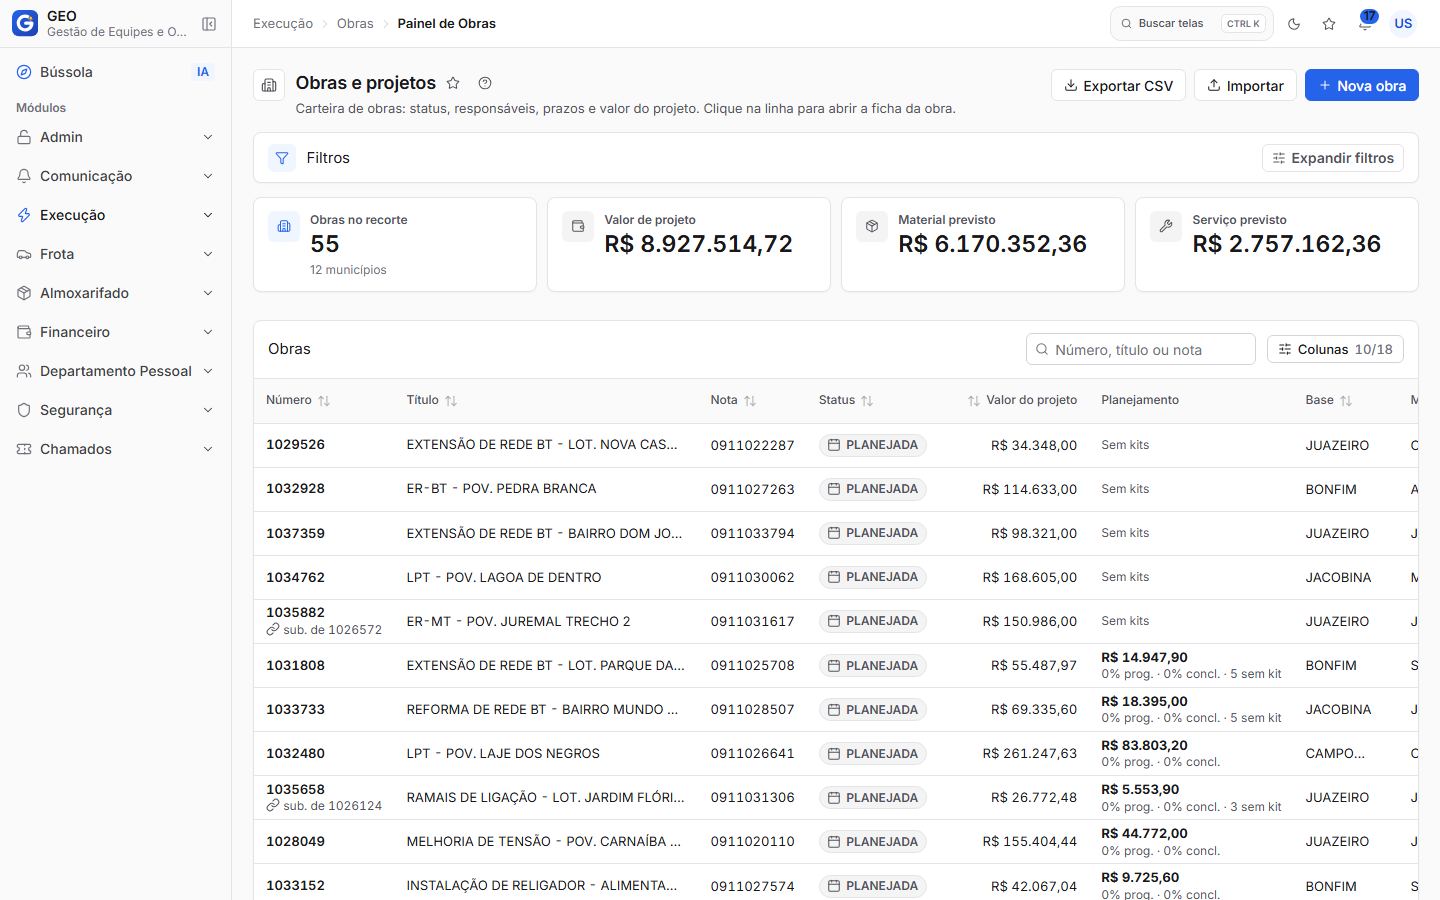 GEO
Gestão de Equipes e O...
Execução
Obras
Painel de Obras
Buscar telas
CTRL K
17
US
Bússola
IA
Módulos
Admin
Comunicação
Execução
Frota
Almoxarifado
Financeiro
Departamento Pessoal
Segurança
Chamados
Obras e projetos
Carteira de obras: status, responsáveis, prazos e valor do projeto. Clique na linha para abrir a ficha da obra.
Exportar CSV
Importar
Nova obra
Filtros
Expandir filtros
Obras no recorte
55
12 municípios
Valor de projeto
R$ 8.927.514,72
Material previsto
R$ 6.170.352,36
Serviço previsto
R$ 2.757.162,36
Obras
Número, título ou nota
Colunas 10/18
Número Título Nota Status Valor do projeto Planejamento Base M
1029526 EXTENSÃO DE REDE BT - LOT. NOVA CAS... 0911022287 PLANEJADA R$ 34.348,00 Sem kits JUAZEIRO
1032928 ER-BT - POV. PEDRA BRANCA 0911027263 PLANEJADA R$ 114.633,00 Sem kits BONFIM A
1037359 EXTENSÃO DE REDE BT - BAIRRO DOM JO... 0911033794 PLANEJADA R$ 98.321,00 Sem kits JUAZEIRO J
1034762 LPT - POV. LAGOA DE DENTRO 0911030062 PLANEJADA R$ 168.605,00 Sem kits JACOBINA M
1035882
sub. de 1026572
ER-MT - POV. JUREMAL TRECHO 2 0911031617 PLANEJADA R$ 150.986,00 Sem kits JUAZEIRO J
1031808 EXTENSÃO DE REDE BT - LOT. PARQUE DA... 0911025708 PLANEJADA R$ 55.487,97 R$ 14.947,90
0% prog. · 0% concl. · 5 sem kit
BONFIM S
1033733 REFORMA DE REDE BT - BAIRRO MUNDO ... 0911028507 PLANEJADA R$ 69.335,60 R$ 18.395,00
0% prog. · 0% concl. · 5 sem kit
JACOBINA J
1032480 LPT - POV. LAJE DOS NEGROS 0911026641 PLANEJADA R$ 261.247,63 R$ 83.803,20
0% prog. · 0% concl.
CAMPO...
1035658
sub. de 1026124
RAMAIS DE LIGAÇÃO - LOT. JARDIM FLÓRI... 0911031306 PLANEJADA R$ 26.772,48 R$ 5.553,90
0% prog. · 0% concl. · 3 sem kit
JUAZEIRO J
1028049 MELHORIA DE TENSÃO - POV. CARNAÍBA ... 0911020110 PLANEJADA R$ 155.404,44 R$ 44.772,00
0% prog. · 0% concl.
JUAZEIRO J
1033152 INSTALAÇÃO DE RELIGADOR - ALIMENTA... 0911027574 PLANEJADA R$ 42.067,04 R$ 9.725,60
0% prog. · 0% concl.
BONFIM S